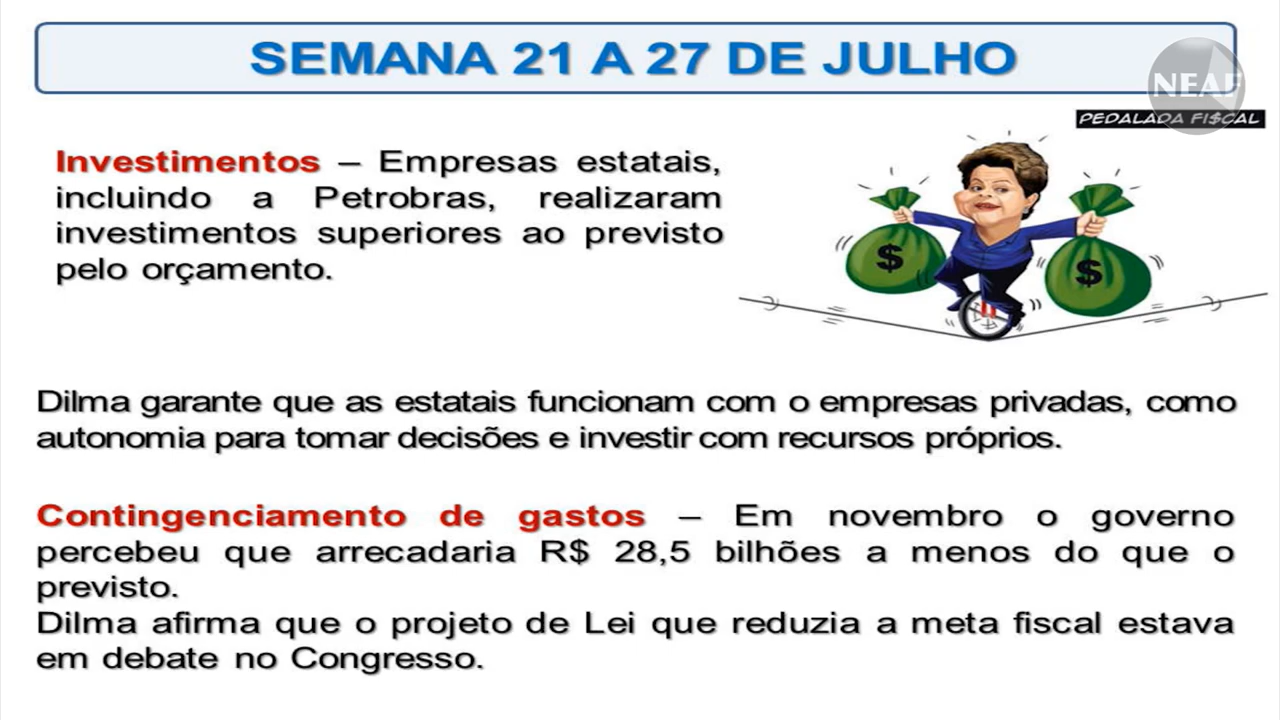 SEMANA 21 A 27 DE JULHO
NEAF
PEDALADA FI$CAL
Investimentos – Empresas estatais,
incluindo a Petrobras, realizaram
investimentos superiores ao previsto
pelo orçamento.
$ $
Dilma garante que as estatais funcionam com o empresas privadas, como
autonomia para tomar decisões e investir com recursos próprios.
Contingenciamento de gastos – Em novembro o governo
percebeu que arrecadaria R$ 28,5 bilhões a menos do que o
previsto.
Dilma afirma que o projeto de Lei que reduzia a meta fiscal estava
em debate no Congresso.